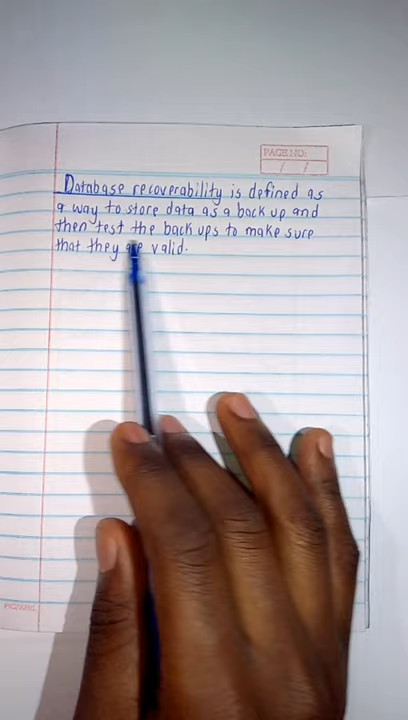 PAGE NO:
/ /
Database recoverability is defined as
a way to store data as a back up and
then test the back ups to make sure
that they are valid.